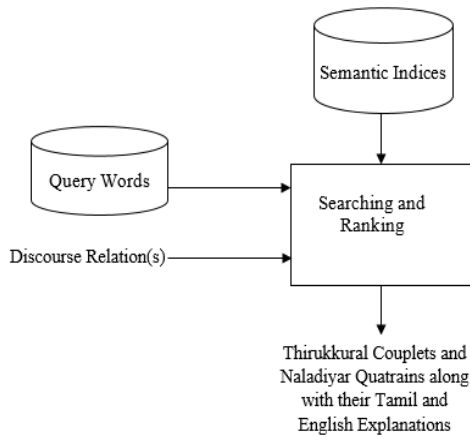 Semantic Indices
Query Words
Searching and
Ranking
Discourse Relation(s)
Thirukkural Couplets and
Naladiyar Quatrains along
with their Tamil and
English Explanations